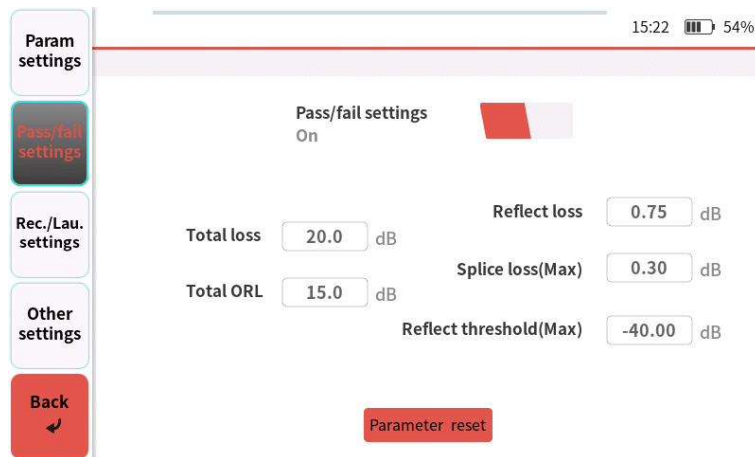 15:22 54%
Param
settings
Pass/fail
settings
Rec./Lau.
settings
Other
settings
Back
Pass/fail settings
On
Total loss 20.0 dB
Total ORL 15.0 dB
Reflect loss 0.75 dB
Splice loss(Max) 0.30 dB
Reflect threshold(Max) -40.00 dB
Parameter reset